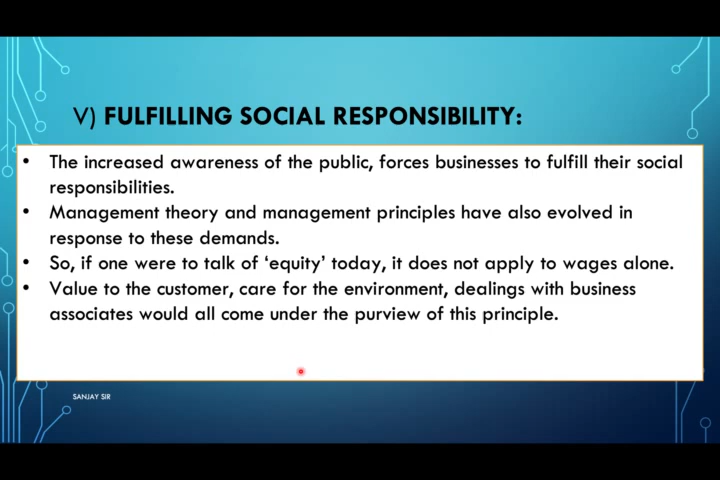 V) FULFILLING SOCIAL RESPONSIBILITY:
• The increased awareness of the public, forces businesses to fulfill their social
responsibilities.
• Management theory and management principles have also evolved in
response to these demands.
• So, if one were to talk of ‘equity’ today, it does not apply to wages alone.
• Value to the customer, care for the environment, dealings with business
associates would all come under the purview of this principle.
SANJAY SIR